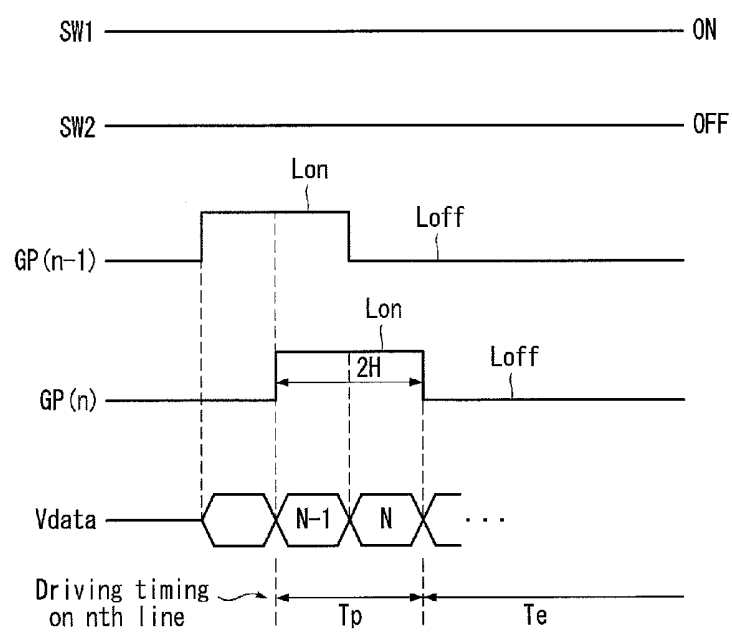 SW1 ON
SW2 OFF
Lon
Loff
GP(n-1)
Lon
2H
Loff
GP(n)
Vdata N-1 N ...
Driving timing
on nth line
Tp Te